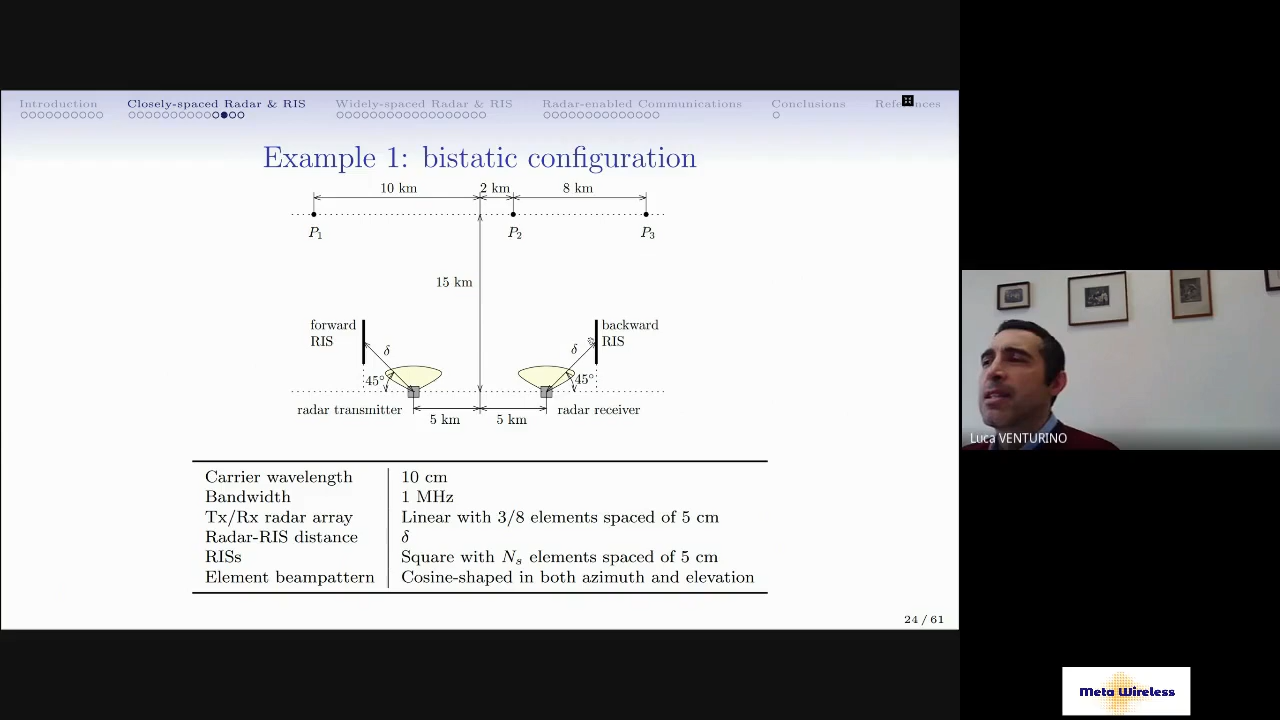 Introduction
Closely-spaced Radar & RIS
Widely-spaced Radar & RIS
Radar-enabled Communications
Conclusions
Example 1: bistatic configuration
10 km
2 km
8 km
P1
P2
P3
15 km
forward
RIS
backward
RIS
δ
δ
45°
45°
radar transmitter
radar receiver
5 km
5 km
Carrier wavelength 10 cm
Bandwidth 1 MHz
Tx/Rx radar array Linear with 3/8 elements spaced of 5 cm
Radar-RIS distance δ
RISs Square with Ns elements spaced of 5 cm
Element beampattern Cosine-shaped in both azimuth and elevation
24 / 61
Luca VENTURINO
Meta Wireless